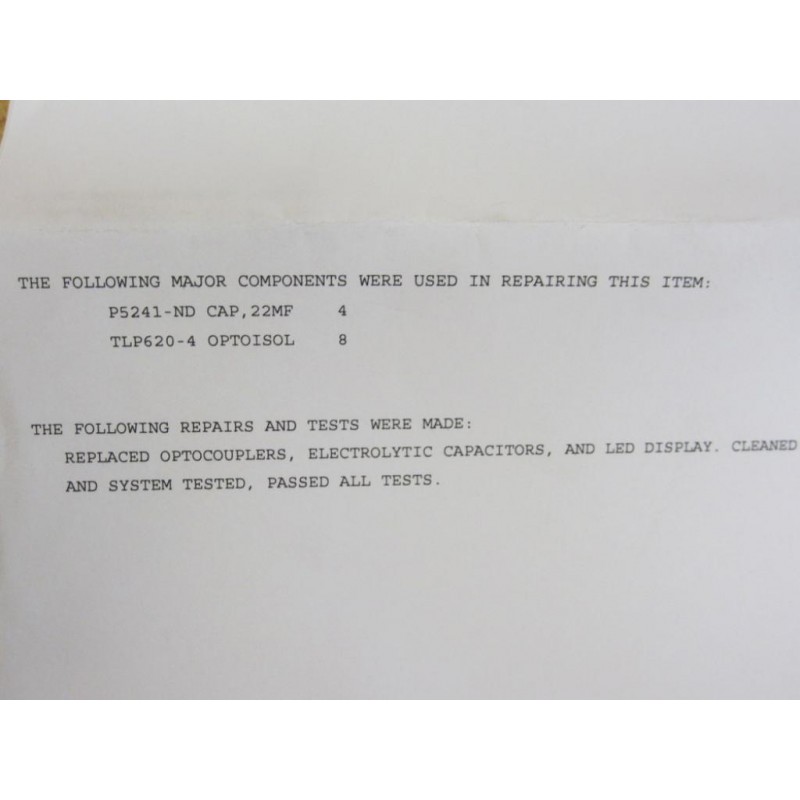 THE FOLLOWING MAJOR COMPONENTS WERE USED IN REPAIRING THIS ITEM:
P5241-ND CAP,22MF 4
TLP620-4 OPTOISOL 8
THE FOLLOWING REPAIRS AND TESTS WERE MADE:
REPLACED OPTOCOUPLERS, ELECTROLYTIC CAPACITORS, AND LED DISPLAY. CLEANED
AND SYSTEM TESTED, PASSED ALL TESTS.